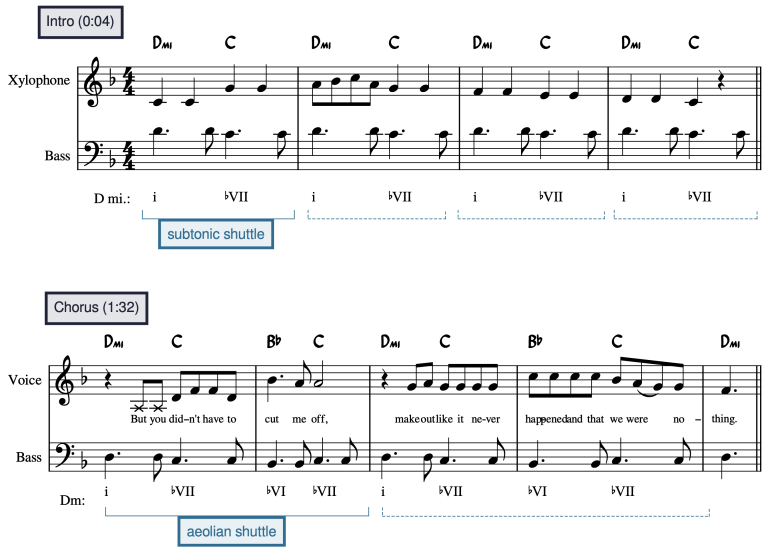 Intro (0:04)
Dmi C Dmi C Dmi C Dmi C
Xylophone
Bass
D mi.: i ♭VII i ♭VII i ♭VII i ♭VII
subtonic shuttle
Chorus (1:32)
Dmi C B♭ C Dmi C B♭ C Dmi
Voice
But you did-n't have to cut me off, make out like it ne-ver happened and that we were no - thing.
Bass
Dm: i ♭VII ♭VI ♭VII i ♭VII ♭VI ♭VII
aeolian shuttle